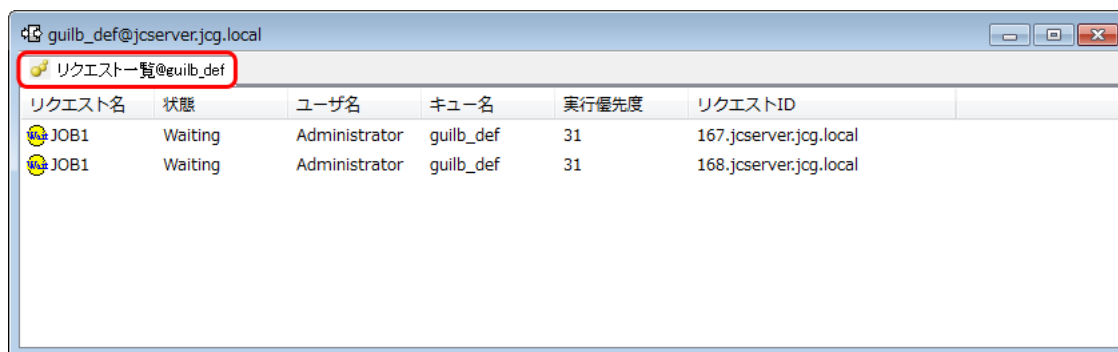 guilb_def@jcserver.jcg.local
リクエスト一覧@guilb_def
リクエスト名 状態 ユーザ名 キュー名 実行優先度 リクエストID
Wait JOB1 Waiting Administrator guilb_def 31 167.jcserver.jcg.local
Wait JOB1 Waiting Administrator guilb_def 31 168.jcserver.jcg.local